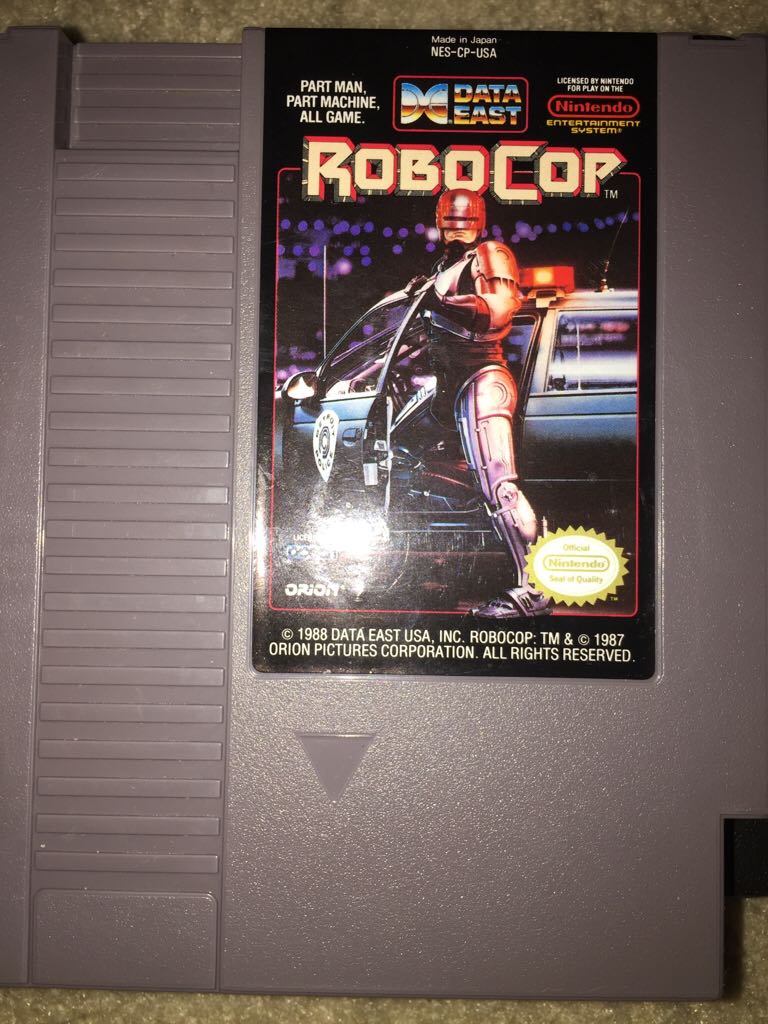 Made in Japan
NES-CP-USA
PART MAN,
PART MACHINE,
ALL GAME.
DATA
EAST
LICENSED BY NINTENDO
FOR PLAY ON THE
Nintendo
ENTERTAINMENT
SYSTEM®
ROBOCOP™
ORION
Official
Nintendo
Seal of Quality
TM
© 1988 DATA EAST USA, INC. ROBOCOP: TM & © 1987
ORION PICTURES CORPORATION. ALL RIGHTS RESERVED.